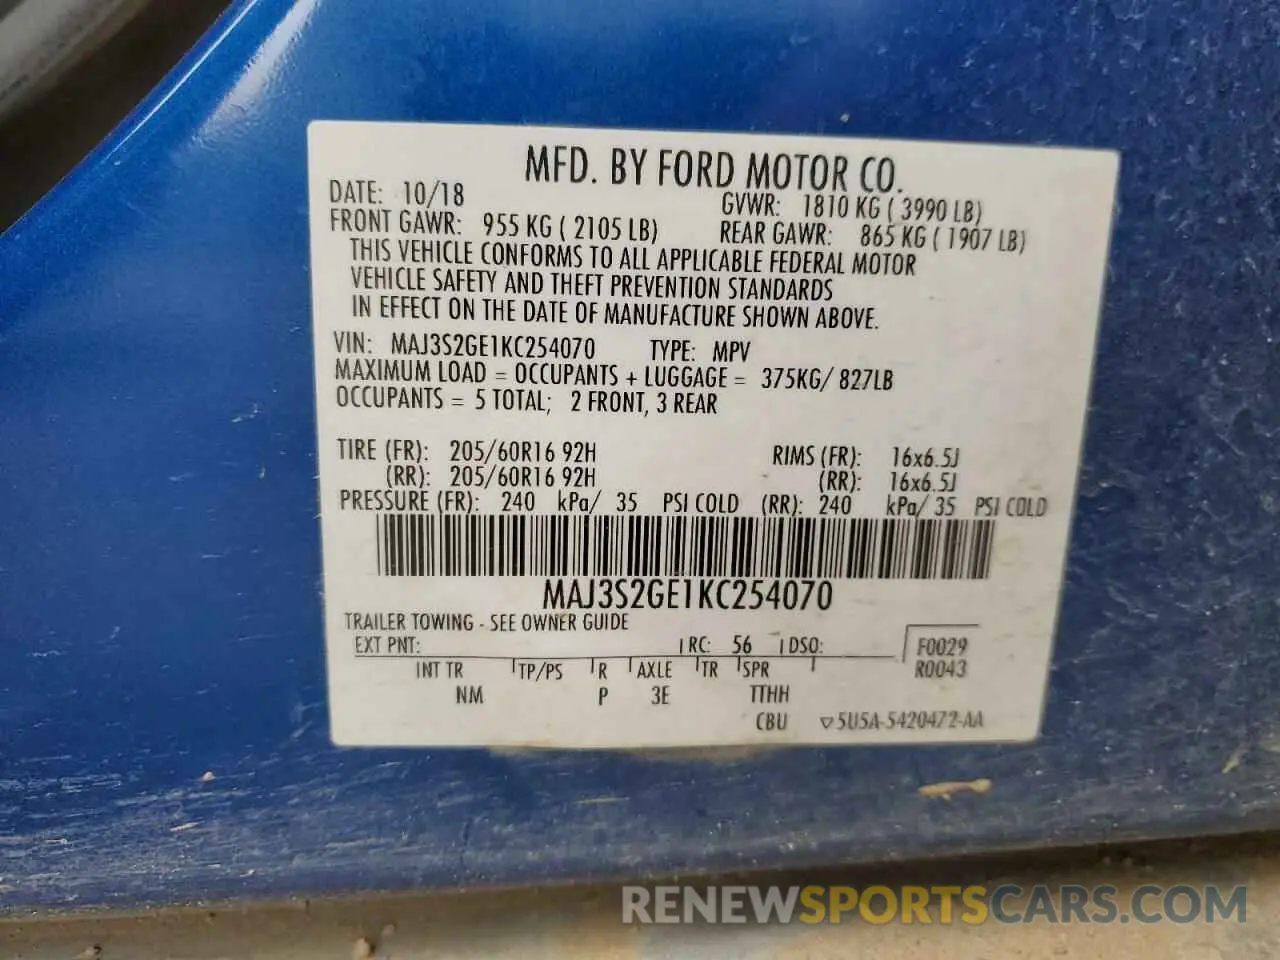 MFD. BY FORD MOTOR CO.
DATE: 10/18 GVWR: 1810 KG ( 3990 LB)
FRONT GAWR: 955 KG ( 2105 LB) REAR GAWR: 865 KG ( 1907 LB)
THIS VEHICLE CONFORMS TO ALL APPLICABLE FEDERAL MOTOR
VEHICLE SAFETY AND THEFT PREVENTION STANDARDS
IN EFFECT ON THE DATE OF MANUFACTURE SHOWN ABOVE.
VIN: MAJ3S2GE1KC254070 TYPE: MPV
MAXIMUM LOAD = OCCUPANTS + LUGGAGE = 375KG/ 827LB
OCCUPANTS = 5 TOTAL; 2 FRONT, 3 REAR
TIRE (FR): 205/60R16 92H RIMS (FR): 16x6.5J
(RR): 205/60R16 92H (RR): 16x6.5J
PRESSURE (FR): 240 kPa/ 35 PSI COLD (RR): 240 kPa/ 35 PSI COLD
MAJ3S2GE1KC254070
TRAILER TOWING - SEE OWNER GUIDE
EXT PNT: RC: 56 DSO: F0029
INT TR TP/PS R AXLE TR SPR R0043
NM P 3E TTHH
CBU ▽5U5A-5420472-AA
RENEWSPORTSCARS.COM